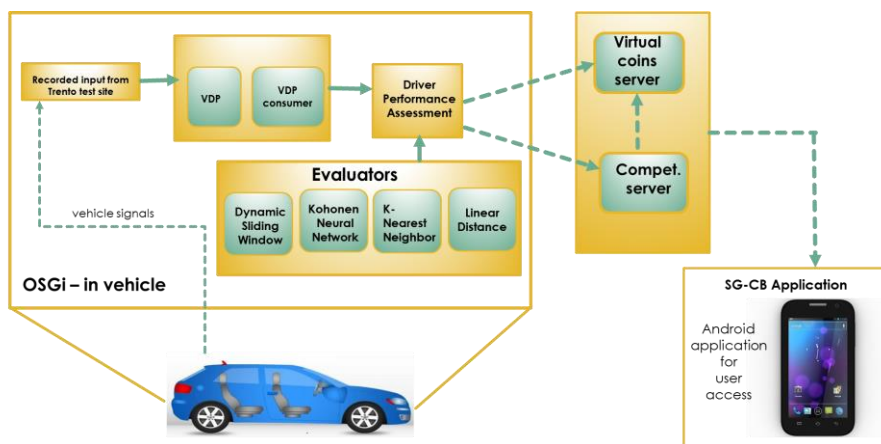 Recorded input from
Trento test site
VDP
VDP
consumer
Driver
Performance
Assessment
Virtual
coins
server
Compet.
server
Evaluators
Dynamic
Sliding
Window
Kohonen
Neural
Network
K-
Nearest
Neighbor
Linear
Distance
vehicle signals
OSGi – in vehicle
SG-CB Application
Android
application
for
user
access